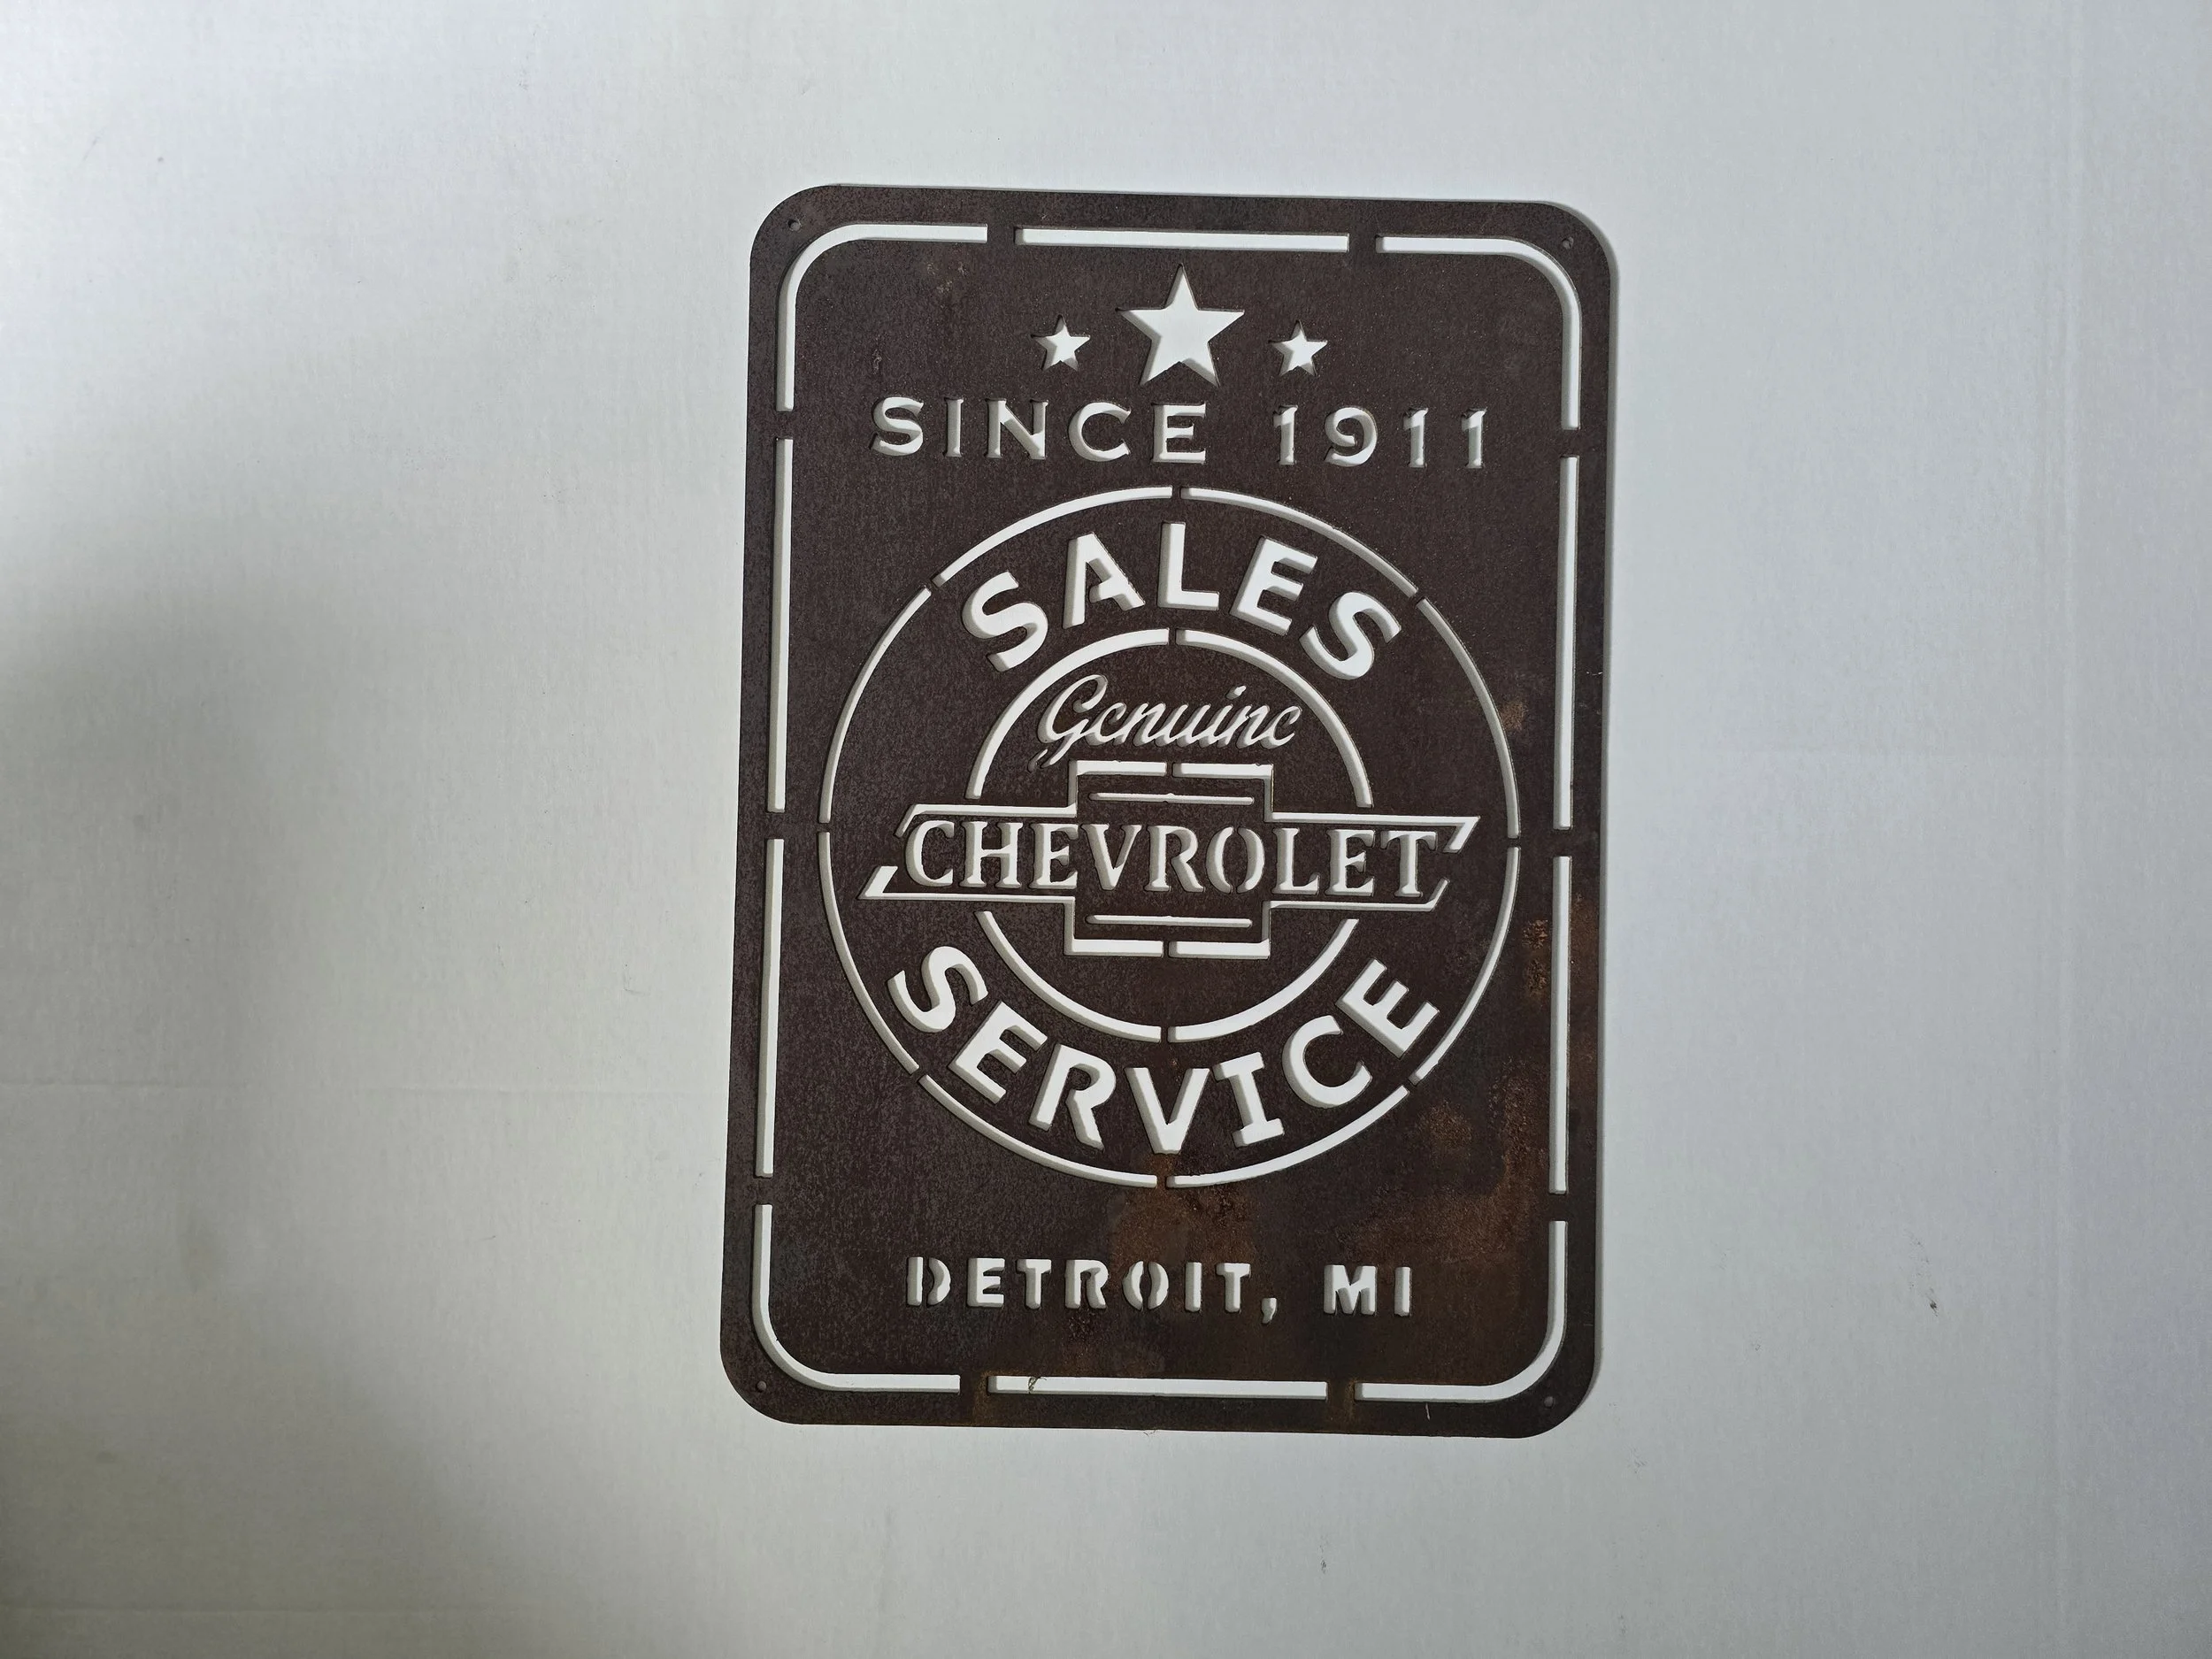 SINCE 1911
SALES
Genuine
CHEVROLET
SERVICE
DETROIT, MI